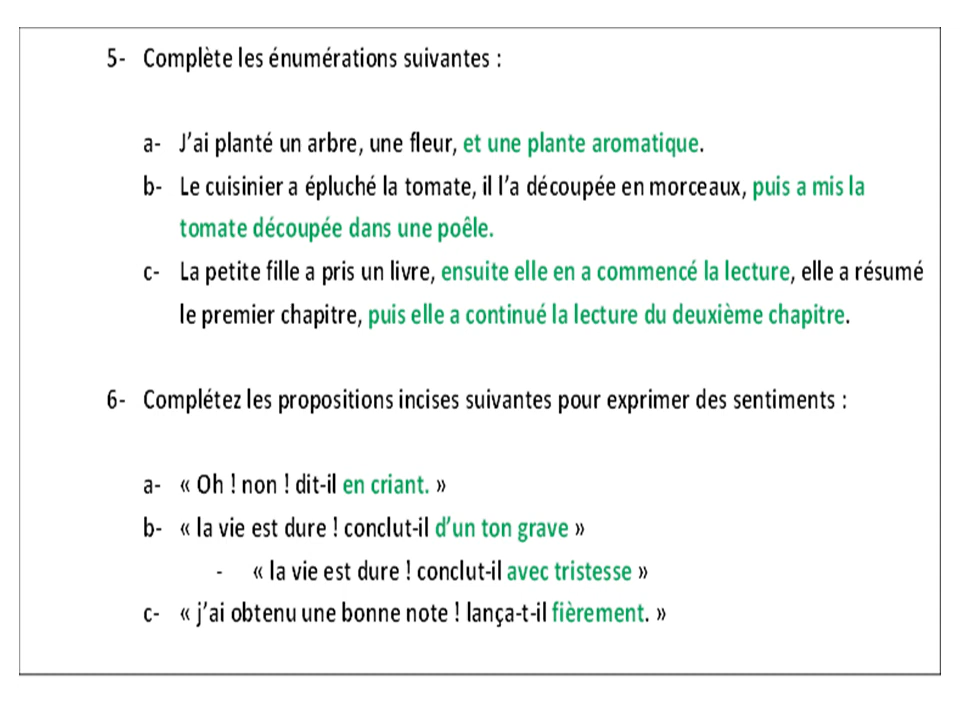 5- Complète les énumérations suivantes :
a- J'ai planté un arbre, une fleur, et une plante aromatique.
b- Le cuisinier a épluché la tomate, il l'a découpée en morceaux, puis a mis la
tomate découpée dans une poêle.
c- La petite fille a pris un livre, ensuite elle en a commencé la lecture, elle a résumé
le premier chapitre, puis elle a continué la lecture du deuxième chapitre.
6- Complétez les propositions incises suivantes pour exprimer des sentiments :
a- « Oh ! non ! dit-il en criant. »
b- « la vie est dure ! conclut-il d'un ton grave »
- « la vie est dure ! conclut-il avec tristesse »
c- « j'ai obtenu une bonne note ! lança-t-il fièrement. »